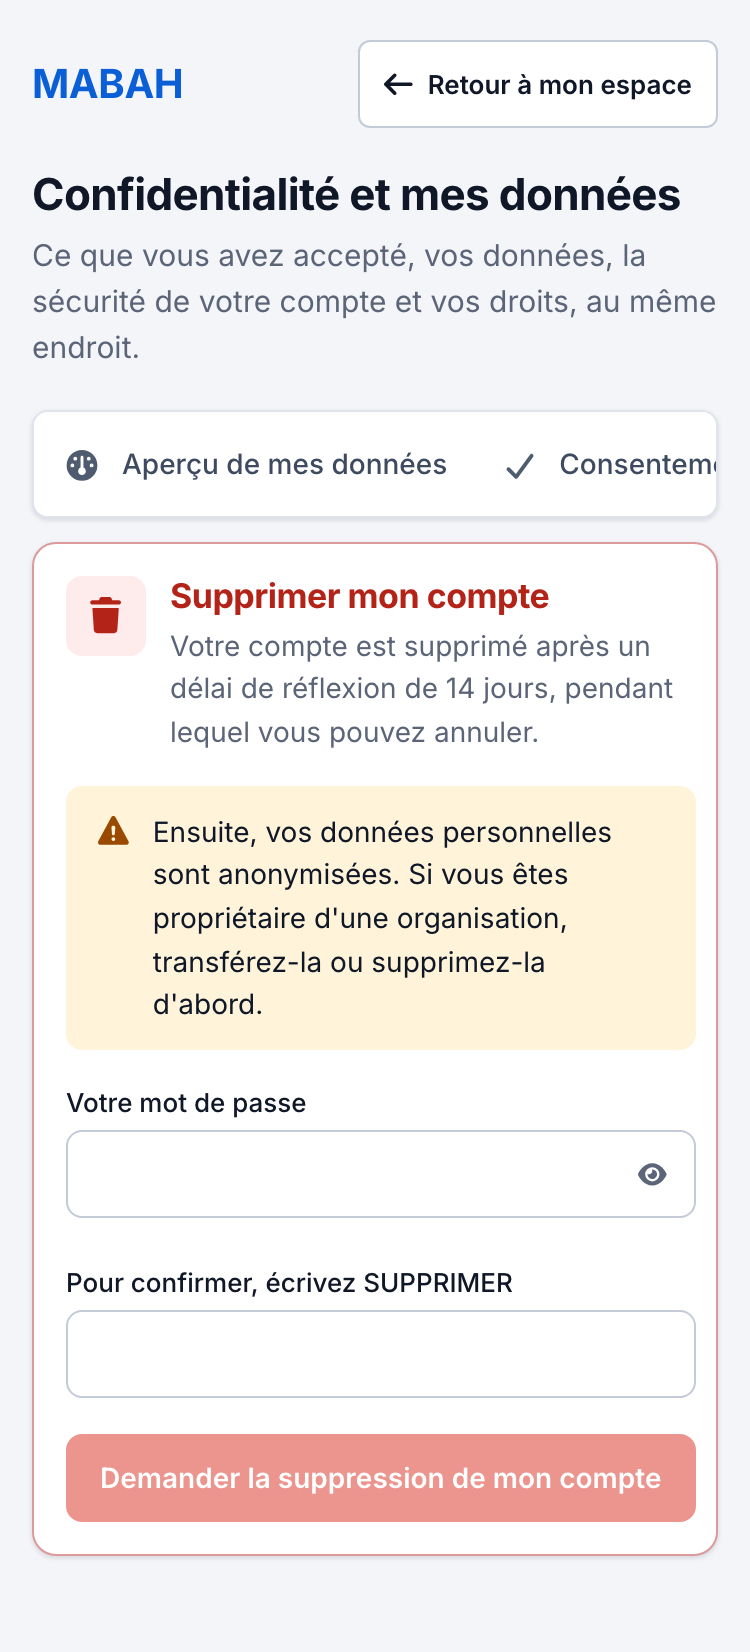 MABAH
Retour à mon espace
Confidentialité et mes données
Ce que vous avez accepté, vos données, la
sécurité de votre compte et vos droits, au même
endroit.
Aperçu de mes données
Consenteme
Supprimer mon compte
Votre compte est supprimé après un
délai de réflexion de 14 jours, pendant
lequel vous pouvez annuler.
Ensuite, vos données personnelles
sont anonymisées. Si vous êtes
propriétaire d'une organisation,
transférez-la ou supprimez-la
d'abord.
Votre mot de passe
Pour confirmer, écrivez SUPPRIMER
Demander la suppression de mon compte